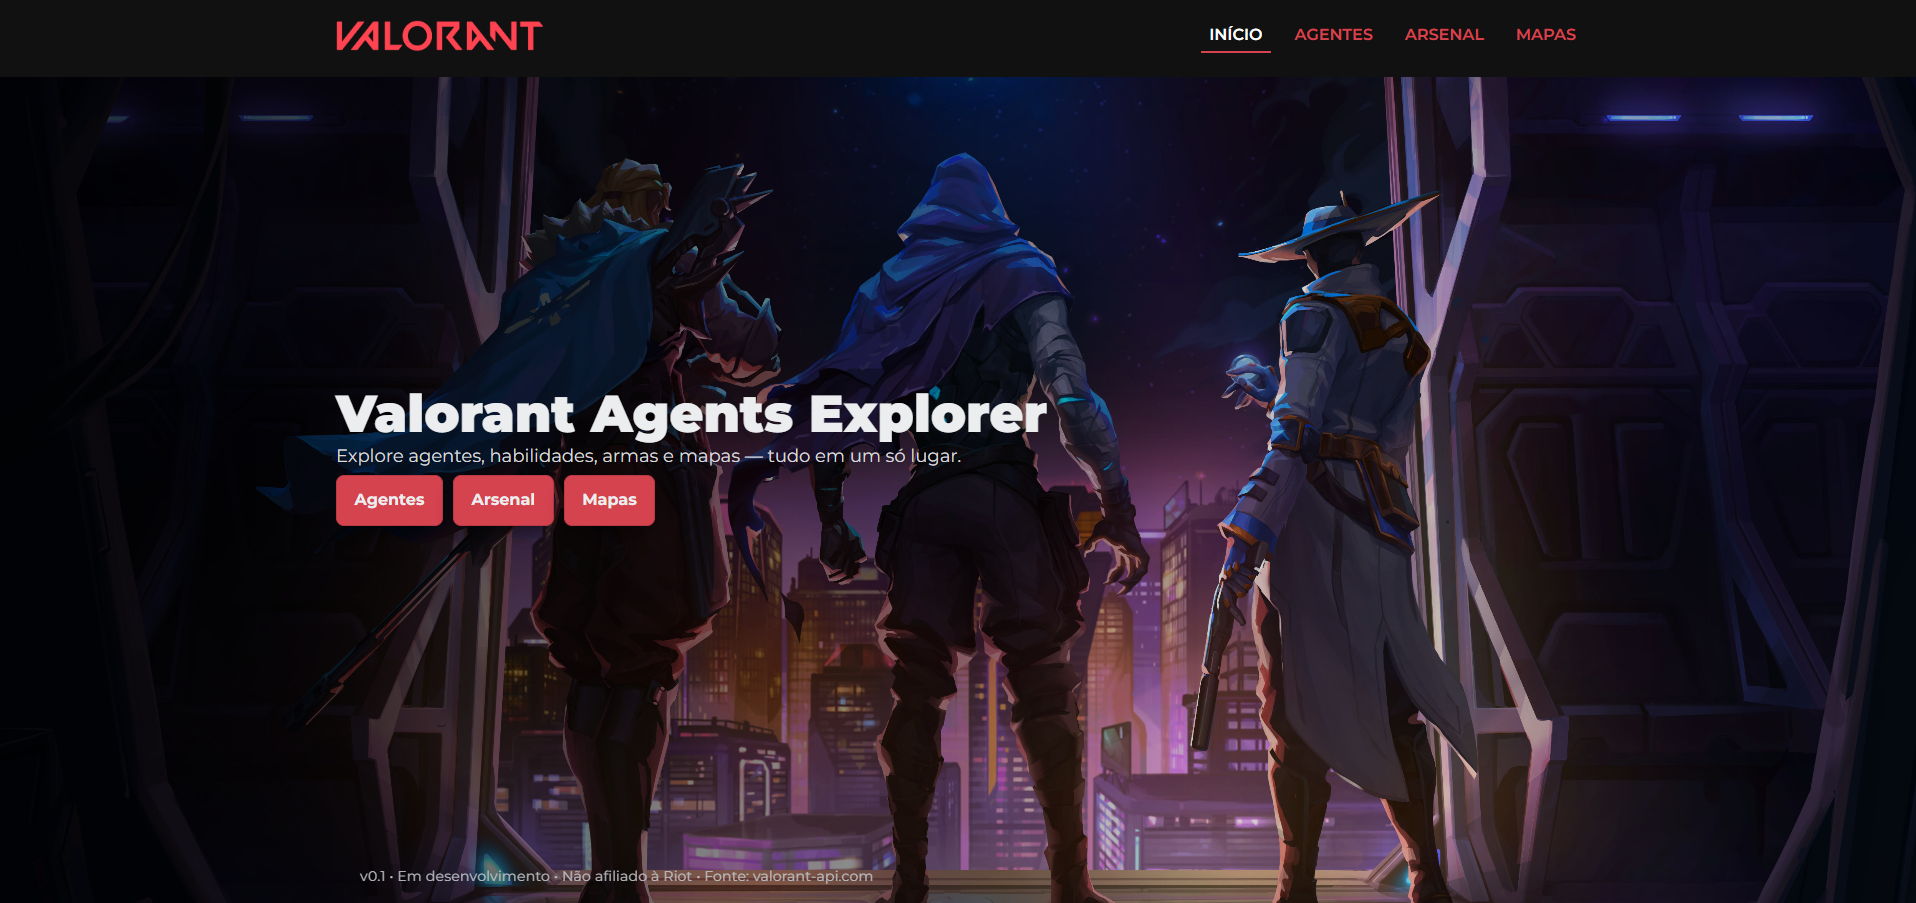 VALORANT
INÍCIO AGENTES ARSENAL MAPAS
Valorant Agents Explorer
Explore agentes, habilidades, armas e mapas — tudo em um só lugar.
Agentes Arsenal Mapas
v0.1 • Em desenvolvimento • Não afiliado à Riot • Fonte: valorant-api.com